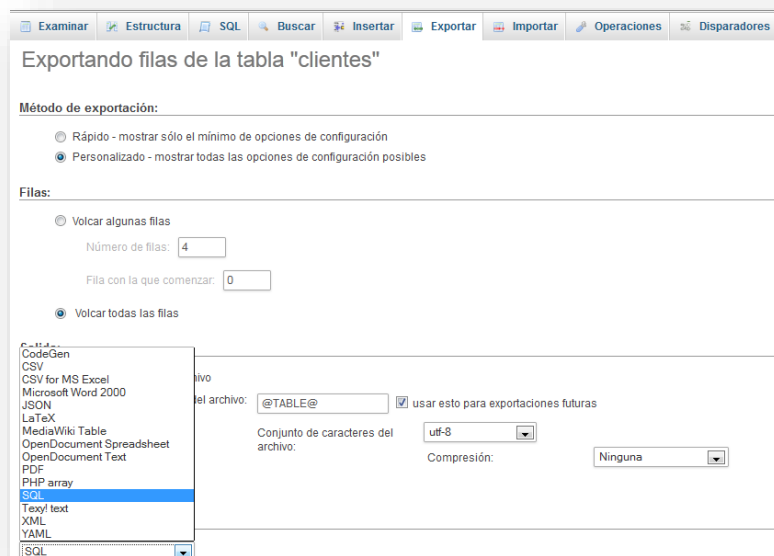 Examinar Estructura SQL Buscar Insertar Exportar Importar Operaciones Disparadores
Exportando filas de la tabla "clientes"
Método de exportación:
Rápido - mostrar sólo el mínimo de opciones de configuración
Personalizado - mostrar todas las opciones de configuración posibles
Filas:
Volcar algunas filas
Número de filas: 4
Fila con la que comenzar: 0
Volcar todas las filas
Salida:
CodeGen
CSV
CSV for MS Excel
Microsoft Word 2000
JSON
LaTeX
MediaWiki Table
OpenDocument Spreadsheet
OpenDocument Text
PDF
PHP array
SQL
Texy! text
XML
YAML
SQL
ivo
el archivo: @TABLE@ usar esto para exportaciones futuras
Conjunto de caracteres del
archivo:
utf-8
Compresión: Ninguna